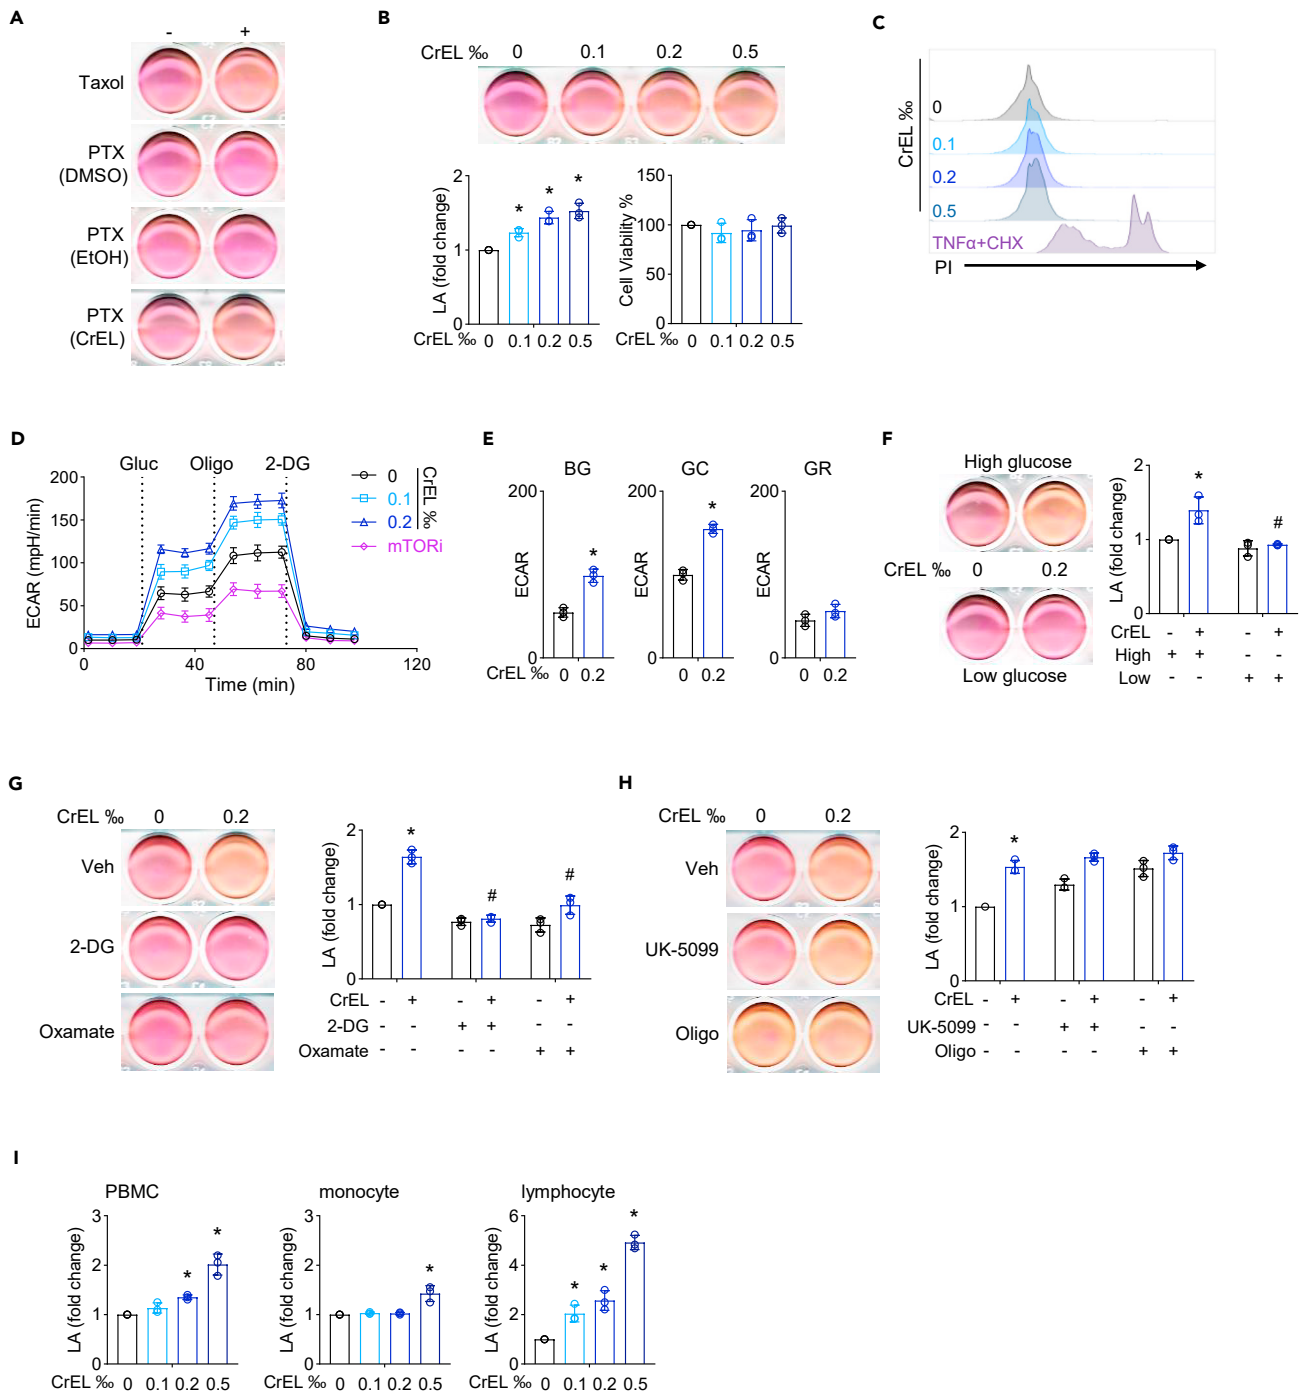 A
- +
Taxol
PTX
(DMSO)
PTX
(EtOH)
PTX
(CrEL)
B
CrEL ‰ 0 0.1 0.2 0.5
LA (fold change)
2
1
0
CrEL ‰ 0 0.1 0.2 0.5
Cell Viability %
150
100
50
0
CrEL ‰ 0 0.1 0.2 0.5
* * *
C
CrEL ‰
0
0.1
0.2
0.5
TNFα+CHX
PI
D
Gluc Oligo 2-DG
ECAR (mpH/min)
200
150
100
50
0
0 40 80 120
Time (min)
0
0.1
0.2
CrEL ‰
mTORi
E
BG GC GR
ECAR
200
0
*
CrEL ‰ 0 0.2
ECAR
200
0
*
0 0.2
ECAR
200
0
0 0.2
F
High glucose
CrEL ‰ 0 0.2
Low glucose
LA (fold change)
2.0
1.5
1.0
0.5
0.0
* #
CrEL - + - +
High + + - -
Low - - + +
G
CrEL ‰ 0 0.2
Veh
2-DG
Oxamate
LA (fold change)
2
1
0
* # #
CrEL - + - + - +
2-DG - - + + - -
Oxamate - - - - + +
H
CrEL ‰ 0 0.2
Veh
UK-5099
Oligo
LA (fold change)
2
1
0
*
CrEL - + - + - +
UK-5099 - - + + - -
Oligo - - - - + +
I
PBMC
LA (fold change)
3
2
1
0
* *
CrEL ‰ 0 0.1 0.2 0.5
monocyte
LA (fold change)
3
2
1
0
*
CrEL ‰ 0 0.1 0.2 0.5
lymphocyte
LA (fold change)
6
4
2
0
* * *
CrEL ‰ 0 0.1 0.2 0.5